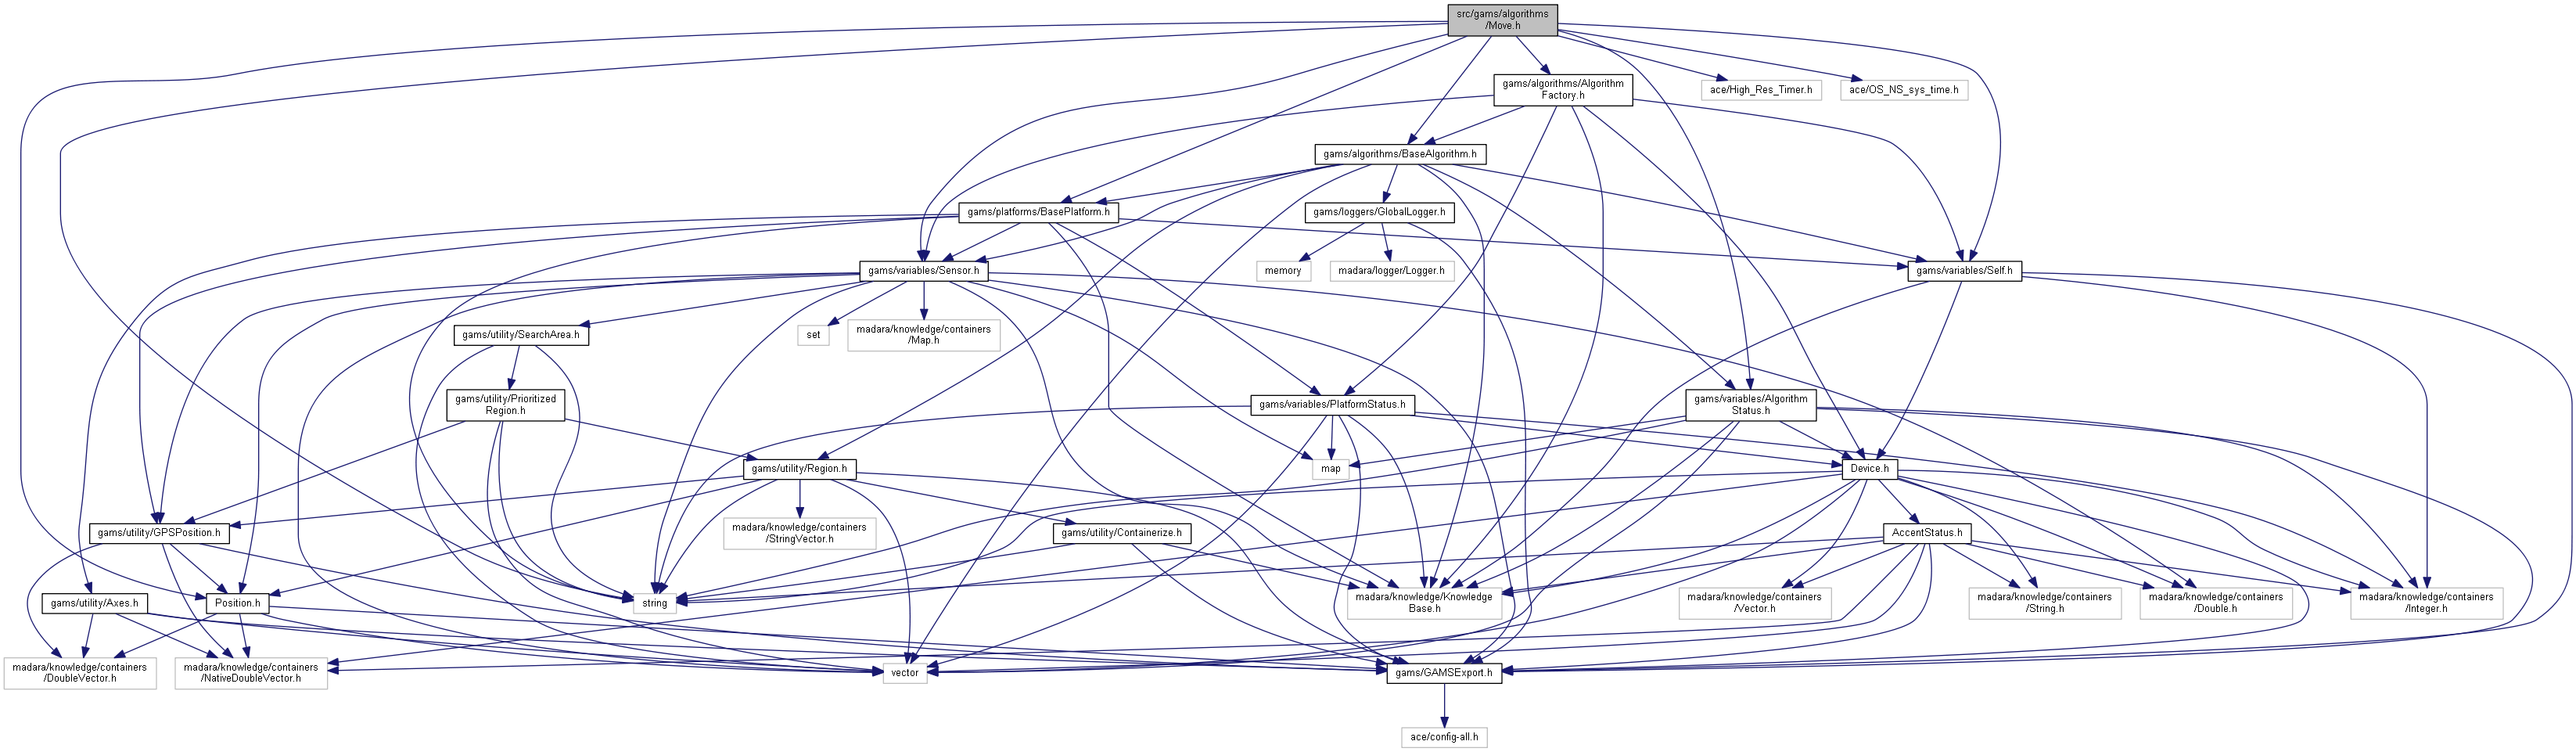 src/gams/algorithms
/Move.h
gams/algorithms/Algorithm
Factory.h
ace/High_Res_Timer.h
ace/OS_NS_sys_time.h
gams/algorithms/BaseAlgorithm.h
gams/platforms/BasePlatform.h
gams/loggers/GlobalLogger.h
gams/variables/Sensor.h
memory
madara/logger/Logger.h
gams/variables/Self.h
gams/utility/SearchArea.h
set
madara/knowledge/containers
/Map.h
gams/utility/Prioritized
Region.h
gams/variables/PlatformStatus.h
gams/variables/Algorithm
Status.h
gams/utility/Region.h
map
Device.h
gams/utility/GPSPosition.h
madara/knowledge/containers
/StringVector.h
gams/utility/Containerize.h
AccentStatus.h
gams/utility/Axes.h
Position.h
string
madara/knowledge/Knowledge
Base.h
madara/knowledge/containers
/Vector.h
madara/knowledge/containers
/String.h
madara/knowledge/containers
/Double.h
madara/knowledge/containers
/Integer.h
madara/knowledge/containers
/DoubleVector.h
madara/knowledge/containers
/NativeDoubleVector.h
vector
gams/GAMSExport.h
ace/config-all.h